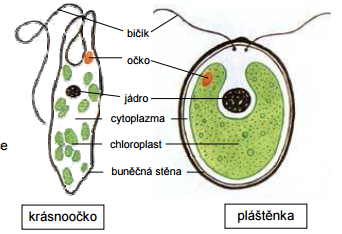 bičík
očko
jádro
cytoplazma
e
chloroplast
buněčná stěna
krásnoočko
pláštěnka